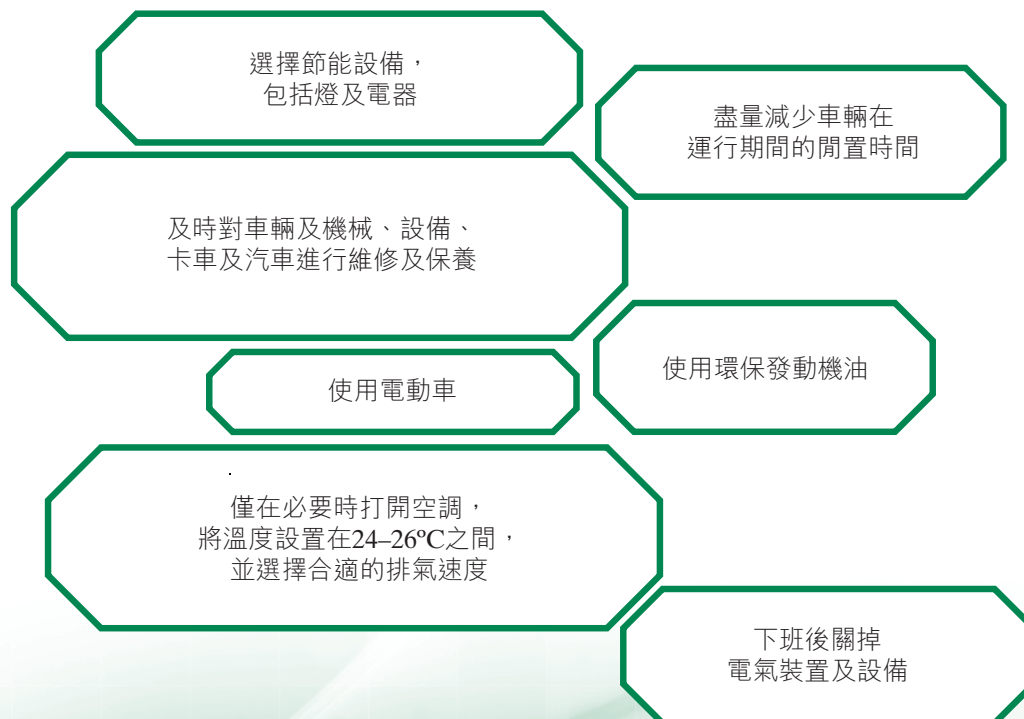 選擇節能設備，
包括燈及電器
盡量減少車輛在
運行期間的閒置時間
及時對車輛及機械、設備、
卡車及汽車進行維修及保養
使用環保發動機油
使用電動車
僅在必要時打開空調，
將溫度設置在24–26ºC之間，
並選擇合適的排氣速度
下班後關掉
電氣裝置及設備